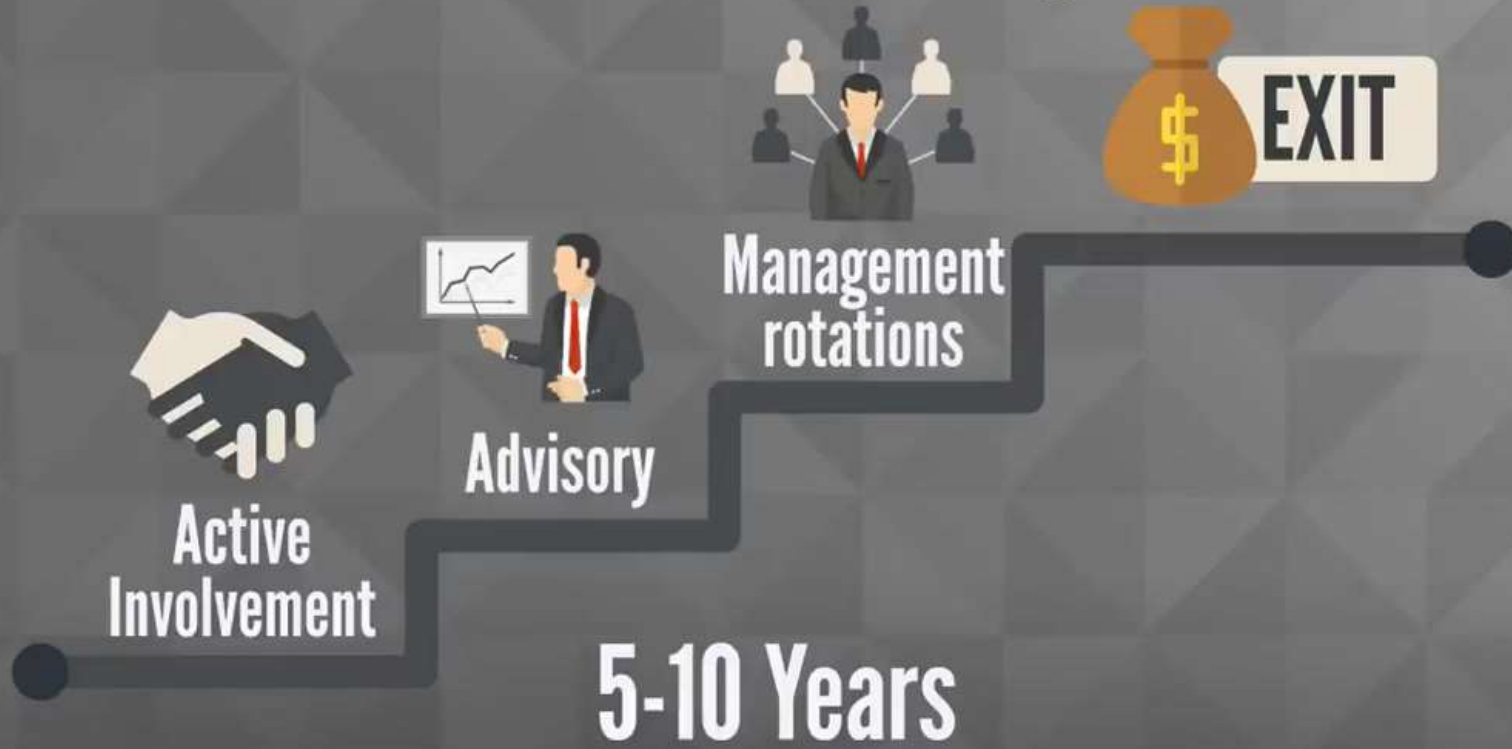 EXIT
$
Management
rotations
Advisory
Active
Involvement
5-10 Years